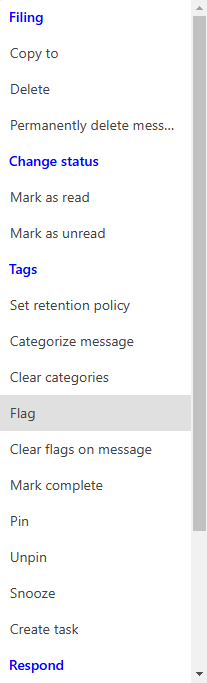 Filing
Copy to
Delete
Permanently delete mess...
Change status
Mark as read
Mark as unread
Tags
Set retention policy
Categorize message
Clear categories
Flag
Clear flags on message
Mark complete
Pin
Unpin
Snooze
Create task
Respond